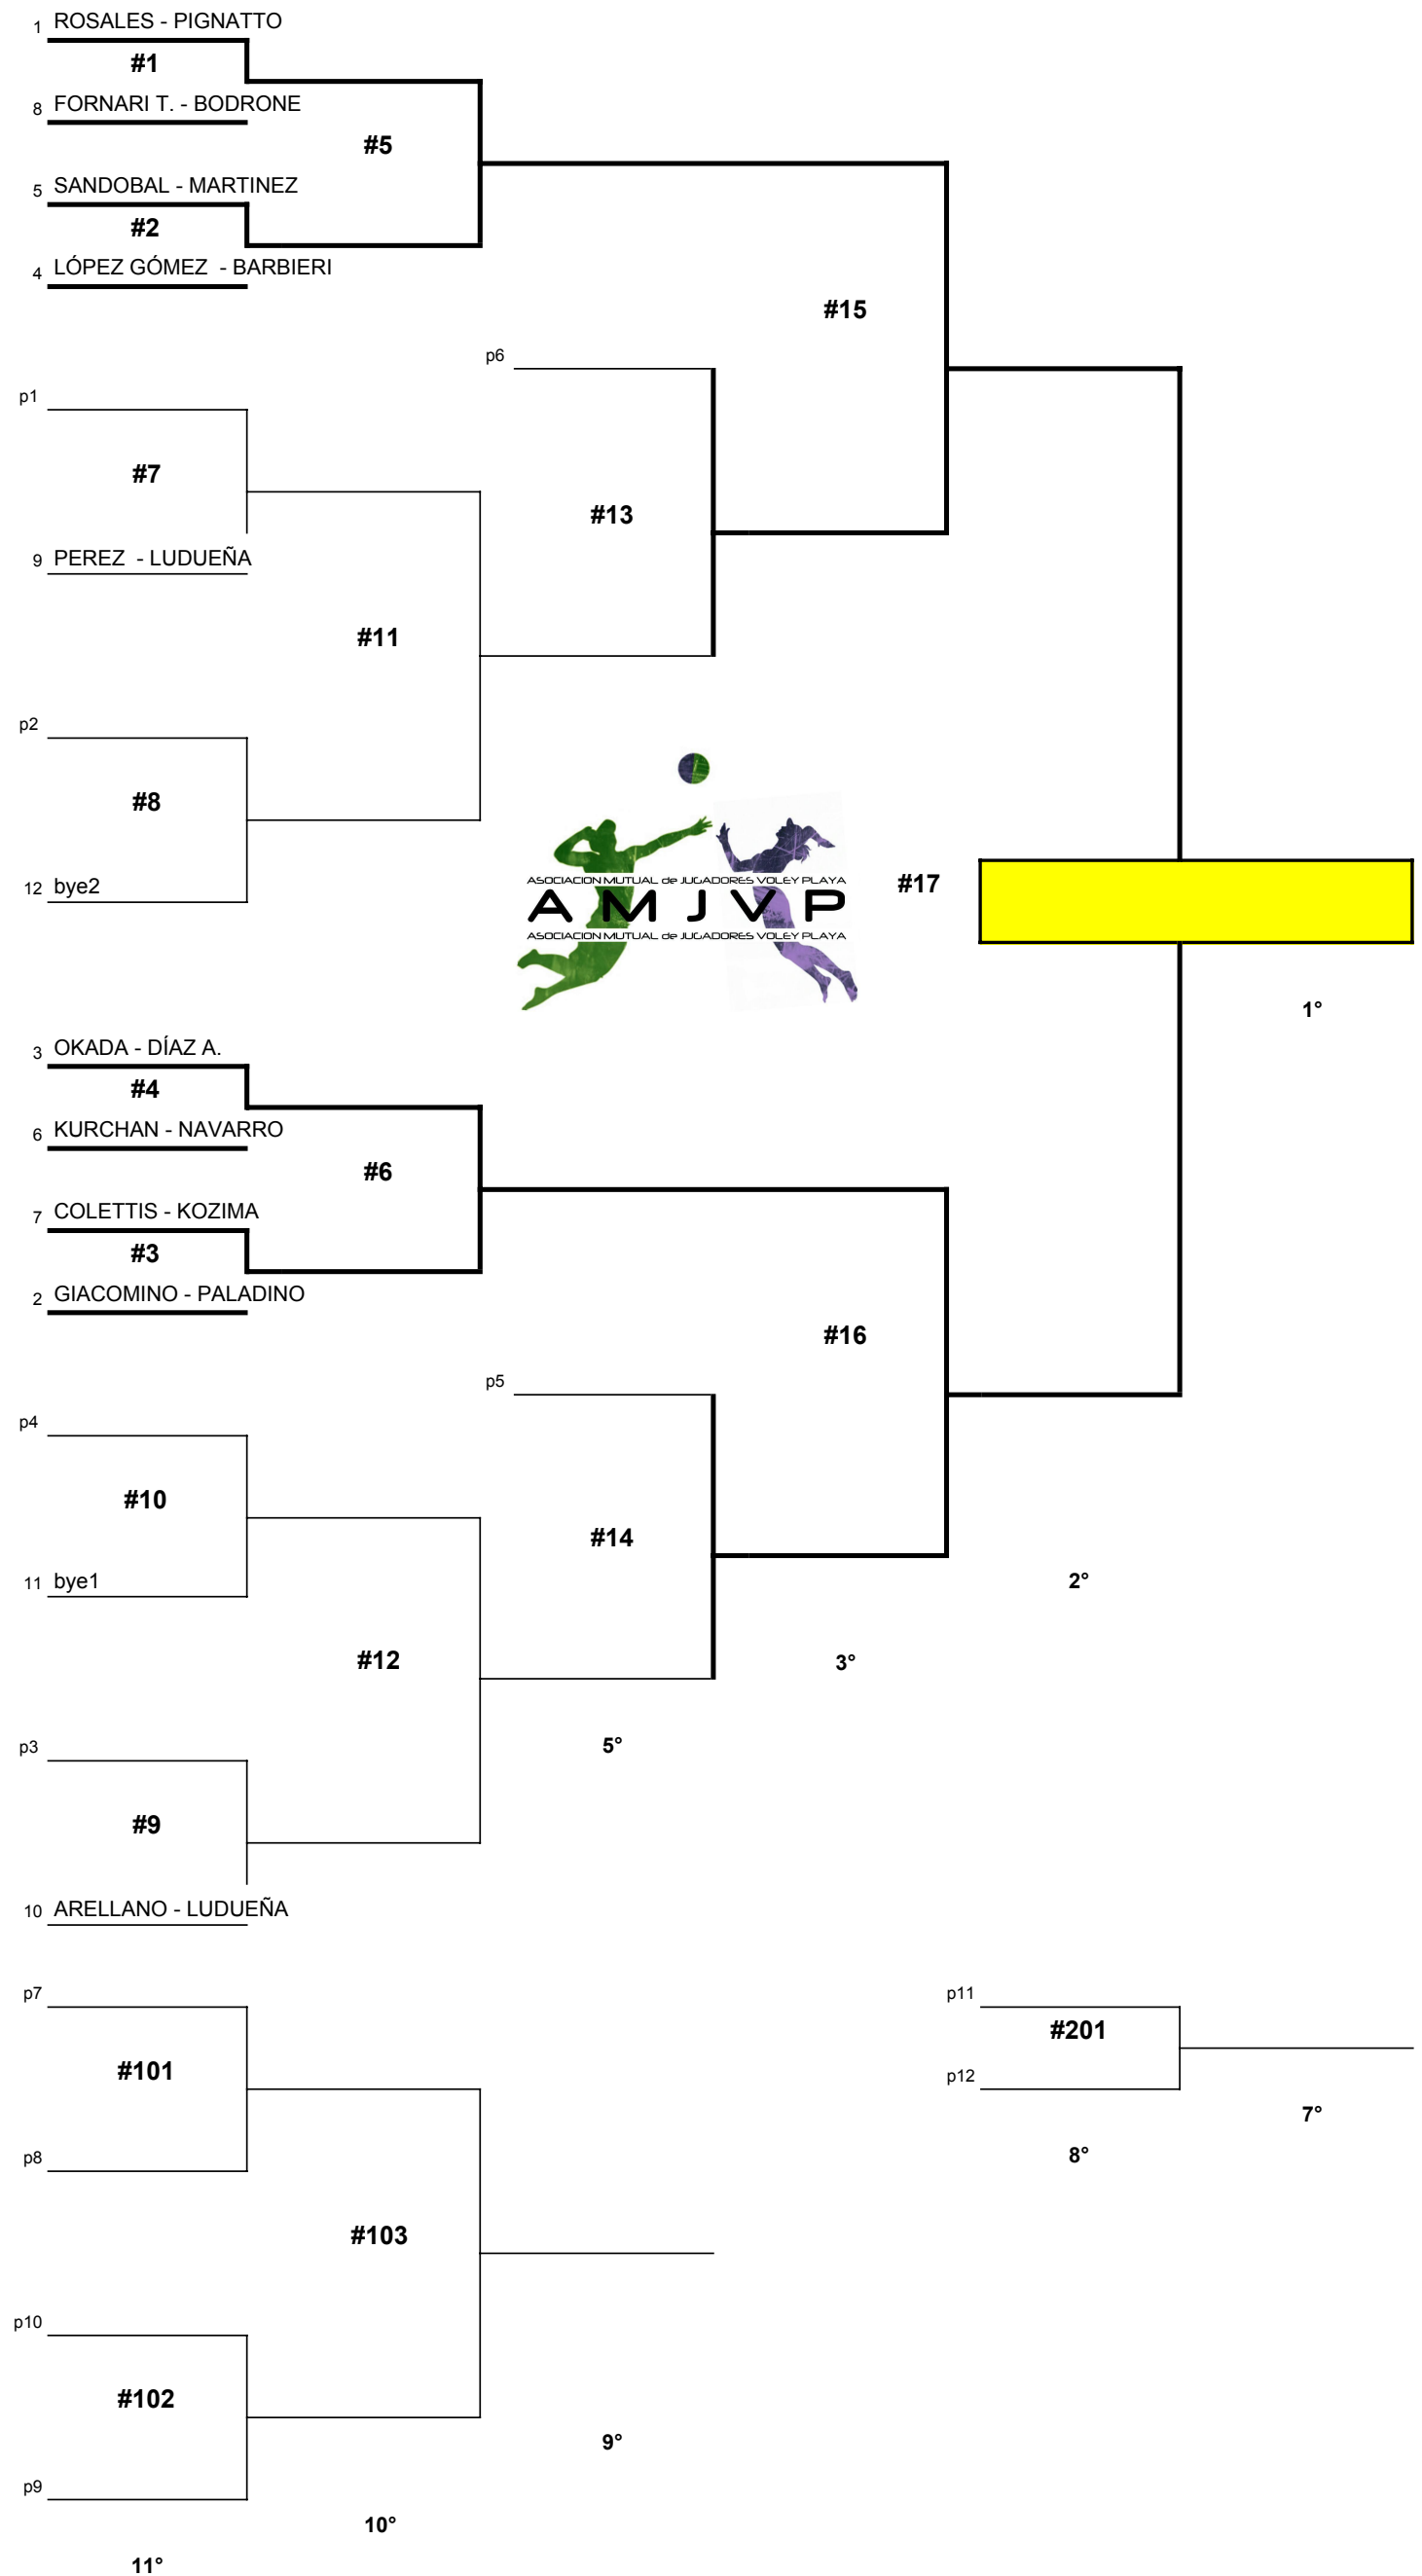 1 ROSALES - PIGNATTO
#1
8 FORNARI T. - BODRONE
#5
5 SANDOBAL - MARTINEZ
#2
4 LÓPEZ GÓMEZ - BARBIERI
#15
p6
p1
#7
#13
9 PEREZ - LUDUEÑA
#11
p2
#8
ASOCIACION MUTUAL de JUGADORES VOLEY PLAYA
12 bye2
#17
AMJVP
ASOCIACION MUTUAL de JUGADORES VOLEY PLAYA
1°
3 OKADA - DÍAZ A.
#4
6 KURCHAN - NAVARRO
#6
7 COLETTIS - KOZIMA
#3
2 GIACOMINO - PALADINO
#16
p5
p4
#10
#14
11 bye1
2°
#12
3°
p3
5°
#9
10 ARELLANO - LUDUEÑA
p7
p11
#201
#101
p12
7°
p8
8°
#103
p10
#102
9°
p9
10°
11°